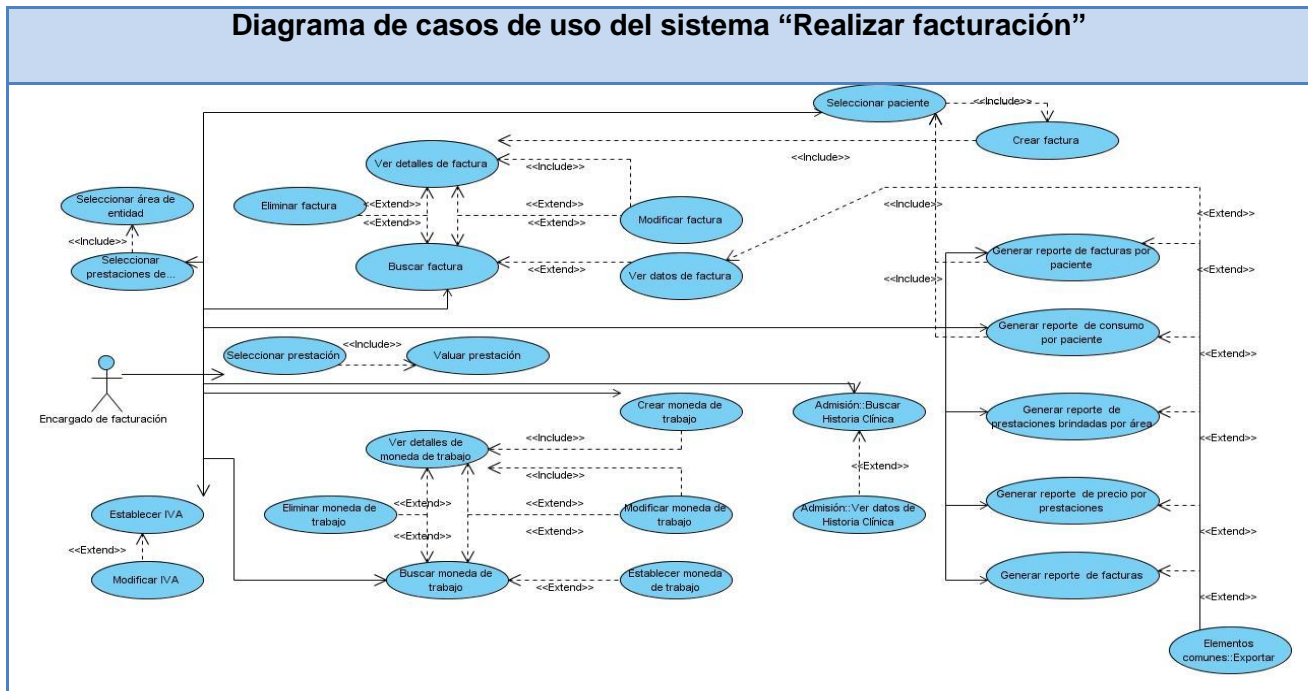 Diagrama de casos de uso del sistema “Realizar facturación”
Seleccionar paciente
<<Include>>
Crear factura
<<Include>>
Ver detalles de factura
<<Include>>
Seleccionar área de
entidad
<<Include>>
Seleccionar
prestaciones de...
Eliminar factura
<<Extend>>
<<Extend>>
<<Extend>>
<<Extend>>
Modificar factura
Buscar factura
<<Extend>>
Ver datos de factura
<<Include>>
<<Include>>
<<Extend>>
Generar reporte de facturas por
paciente
<<Extend>>
Generar reporte de consumo
por paciente
<<Extend>>
Seleccionar prestación
<<Include>>
Valuar prestación
Encargado de facturación
Crear moneda de
trabajo
Admisión::Buscar
Historia Clínica
Generar reporte de
prestaciones brindadas por área
<<Extend>>
Ver detalles de
moneda de trabajo
<<Include>>
<<Include>>
<<Extend>>
Eliminar moneda de
trabajo
<<Extend>>
<<Extend>>
<<Extend>>
<<Extend>>
Modificar moneda de
trabajo
Admisión::Ver datos de
Historia Clínica
Generar reporte de precio por
prestaciones
<<Extend>>
Establecer IVA
<<Extend>>
Modificar IVA
Buscar moneda de
trabajo
<<Extend>>
Establecer moneda
de trabajo
Generar reporte de facturas
<<Extend>>
Elementos
comunes::Exportar